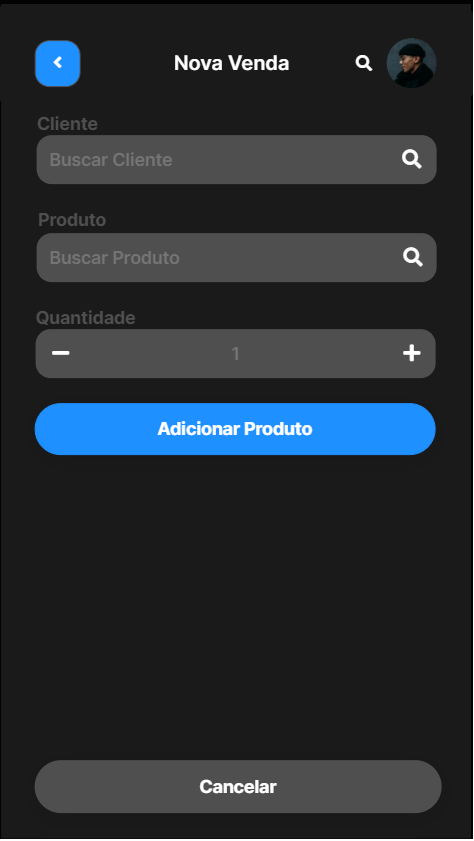 Nova Venda
Cliente
Buscar Cliente
Produto
Buscar Produto
Quantidade
1
Adicionar Produto
Cancelar